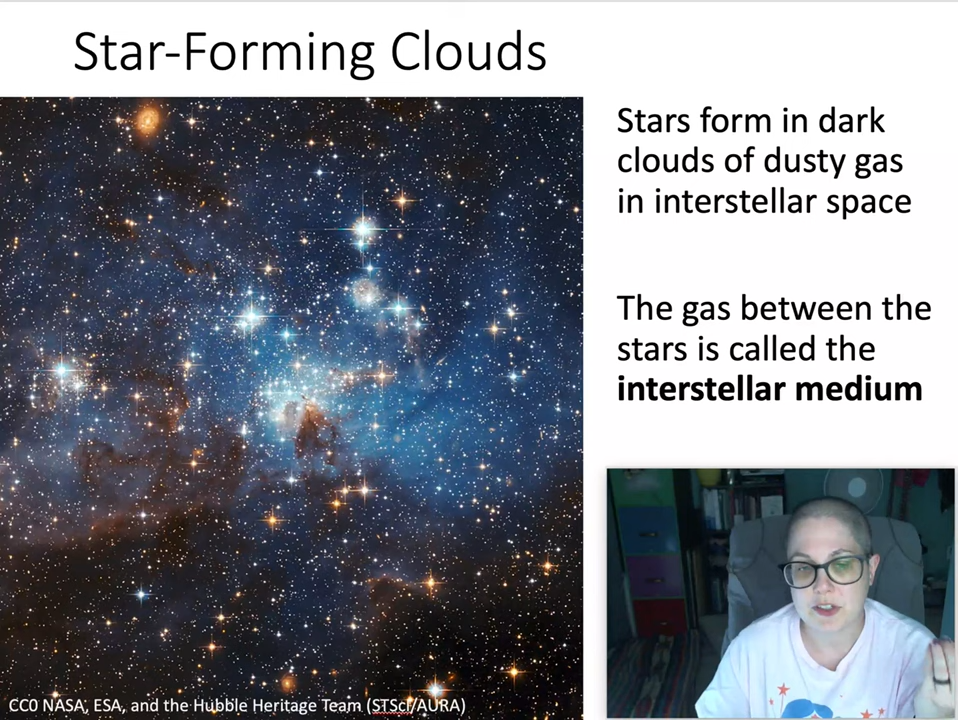 Star-Forming Clouds
Stars form in dark
clouds of dusty gas
in interstellar space
The gas between the
stars is called the
interstellar medium
CC0 NASA, ESA, and the Hubble Heritage Team (STScI/AURA)